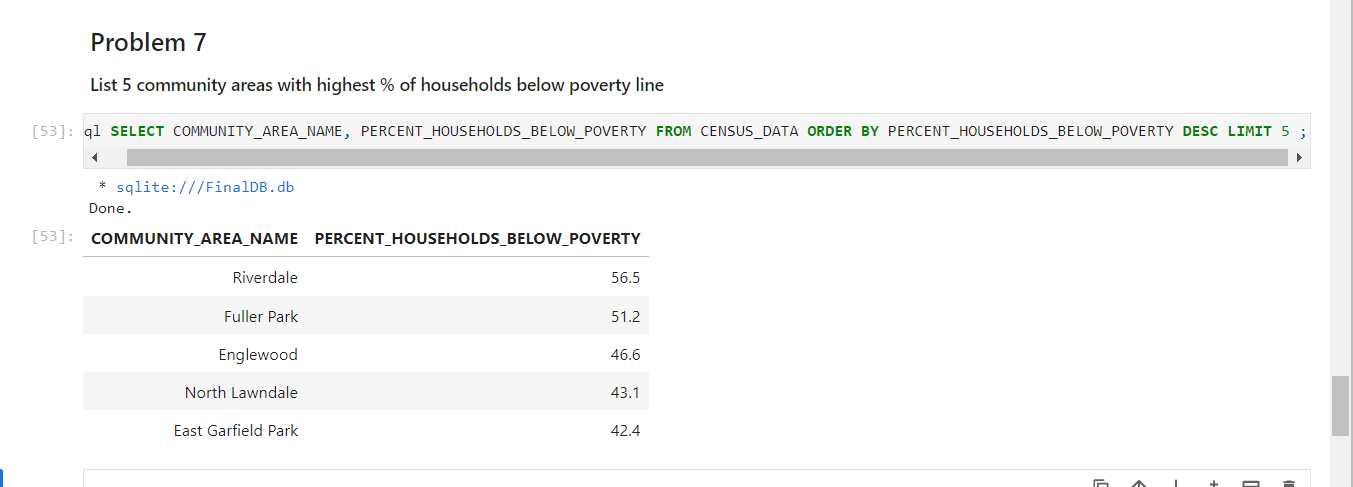 Problem 7
List 5 community areas with highest % of households below poverty line
[53]: ql SELECT COMMUNITY_AREA_NAME, PERCENT_HOUSEHOLDS_BELOW_POVERTY FROM CENSUS_DATA ORDER BY PERCENT_HOUSEHOLDS_BELOW_POVERTY DESC LIMIT 5 ;
* sqlite:///FinalDB.db
Done.
[53]: COMMUNITY_AREA_NAME PERCENT_HOUSEHOLDS_BELOW_POVERTY
Riverdale 56.5
Fuller Park 51.2
Englewood 46.6
North Lawndale 43.1
East Garfield Park 42.4